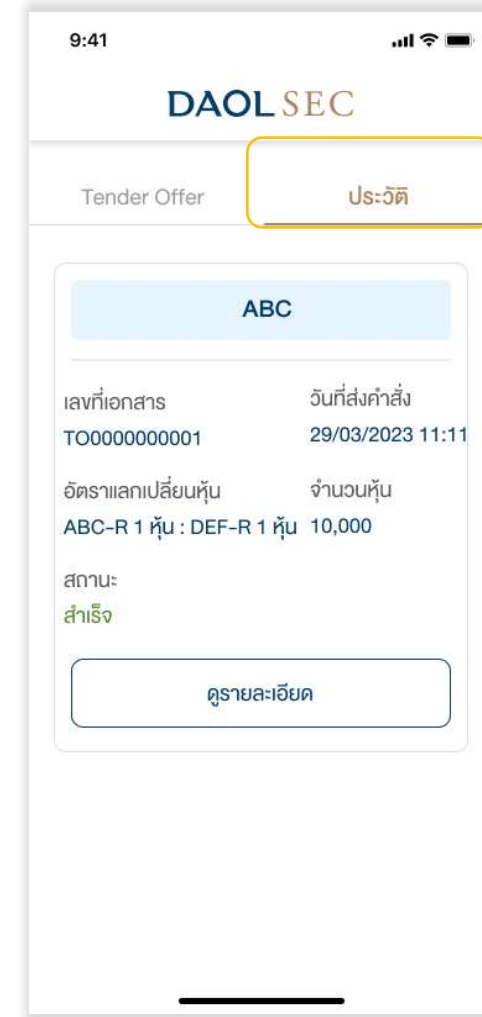 9:41
DAOL SEC
Tender Offer ประวัติ
ABC
เลขที่เอกสาร วันที่ส่งคำสั่ง
TO0000000001 29/03/2023 11:11
อัตราแลกเปลี่ยนหุ้น จำนวนหุ้น
ABC-R 1 หุ้น : DEF-R 1 หุ้น 10,000
สถานะ
สำเร็จ
ดูรายละเอียด